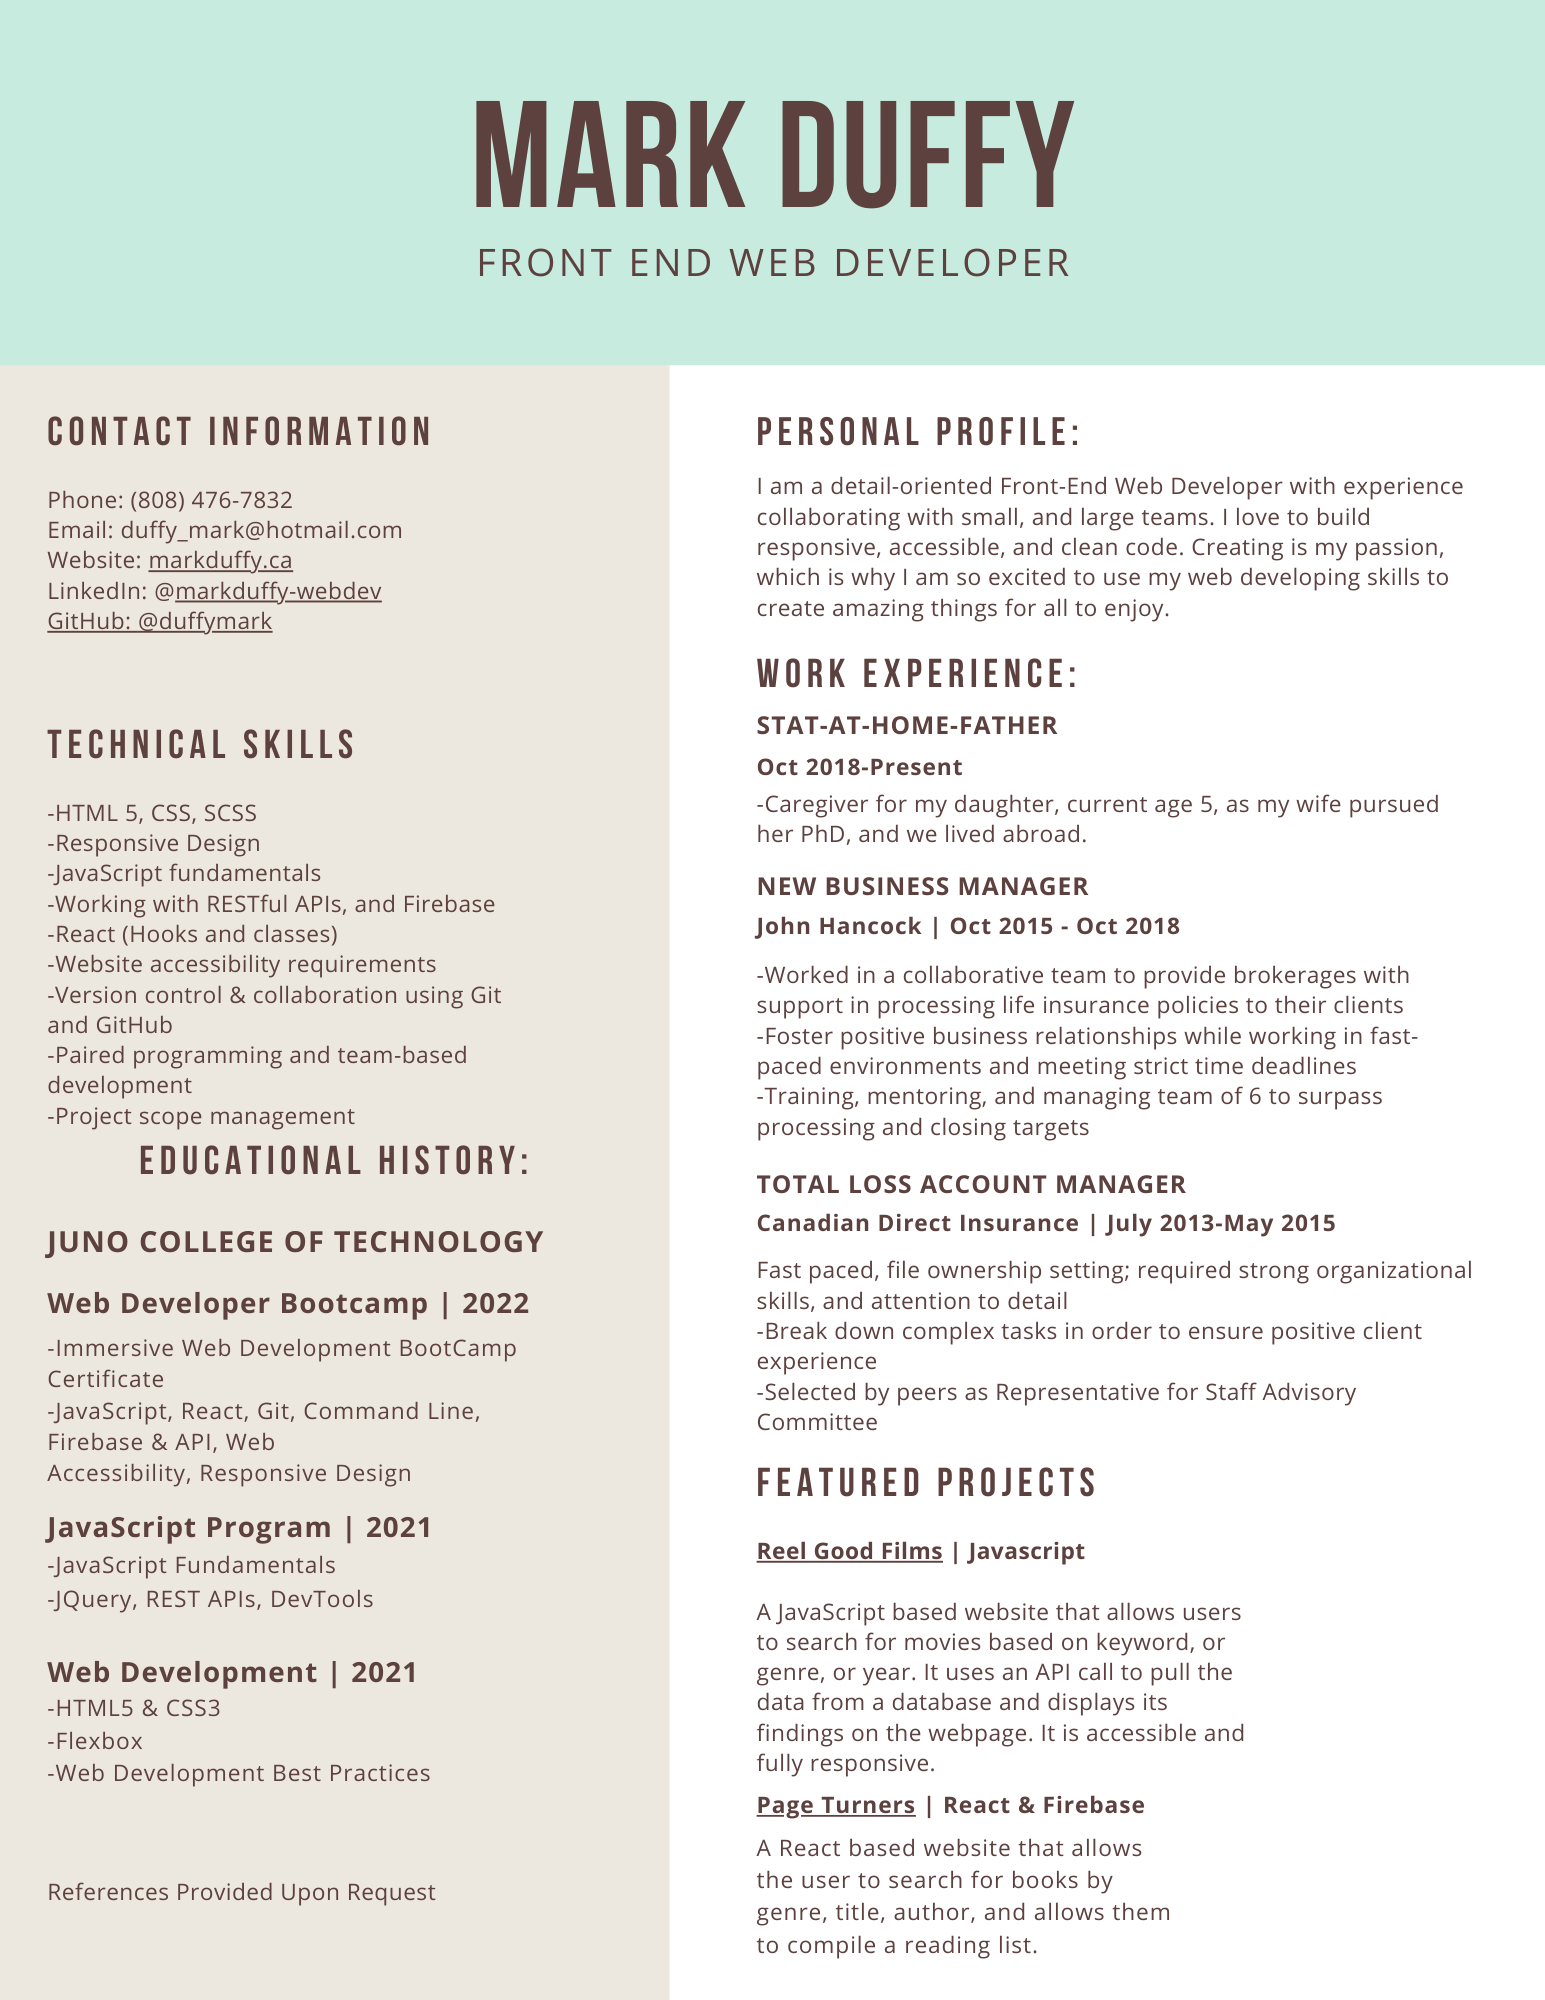 MARK DUFFY
FRONT END WEB DEVELOPER
CONTACT INFORMATION
Phone: (808) 476-7832
Email: duffy_mark@hotmail.com
Website: markduffy.ca
LinkedIn: @markduffy-webdev
GitHub: @duffymark
TECHNICAL SKILLS
-HTML 5, CSS, SCSS
-Responsive Design
-JavaScript fundamentals
-Working with RESTful APIs, and Firebase
-React (Hooks and classes)
-Website accessibility requirements
-Version control & collaboration using Git
and GitHub
-Paired programming and team-based
development
-Project scope management
EDUCATIONAL HISTORY:
JUNO COLLEGE OF TECHNOLOGY
Web Developer Bootcamp | 2022
-Immersive Web Development BootCamp
Certificate
-JavaScript, React, Git, Command Line,
Firebase & API, Web
Accessibility, Responsive Design
JavaScript Program | 2021
-JavaScript Fundamentals
-JQuery, REST APIs, DevTools
Web Development | 2021
-HTML5 & CSS3
-Flexbox
-Web Development Best Practices
References Provided Upon Request
PERSONAL PROFILE:
I am a detail-oriented Front-End Web Developer with experience
collaborating with small, and large teams. I love to build
responsive, accessible, and clean code. Creating is my passion,
which is why I am so excited to use my web developing skills to
create amazing things for all to enjoy.
WORK EXPERIENCE:
STAT-AT-HOME-FATHER
Oct 2018-Present
-Caregiver for my daughter, current age 5, as my wife pursued
her PhD, and we lived abroad.
NEW BUSINESS MANAGER
John Hancock | Oct 2015 - Oct 2018
-Worked in a collaborative team to provide brokerages with
support in processing life insurance policies to their clients
-Foster positive business relationships while working in fast-
paced environments and meeting strict time deadlines
-Training, mentoring, and managing team of 6 to surpass
processing and closing targets
TOTAL LOSS ACCOUNT MANAGER
Canadian Direct Insurance | July 2013-May 2015
Fast paced, file ownership setting; required strong organizational
skills, and attention to detail
-Break down complex tasks in order to ensure positive client
experience
-Selected by peers as Representative for Staff Advisory
Committee
FEATURED PROJECTS
Reel Good Films | Javascript
A JavaScript based website that allows users
to search for movies based on keyword, or
genre, or year. It uses an API call to pull the
data from a database and displays its
findings on the webpage. It is accessible and
fully responsive.
Page Turners | React & Firebase
A React based website that allows
the user to search for books by
genre, title, author, and allows them
to compile a reading list.